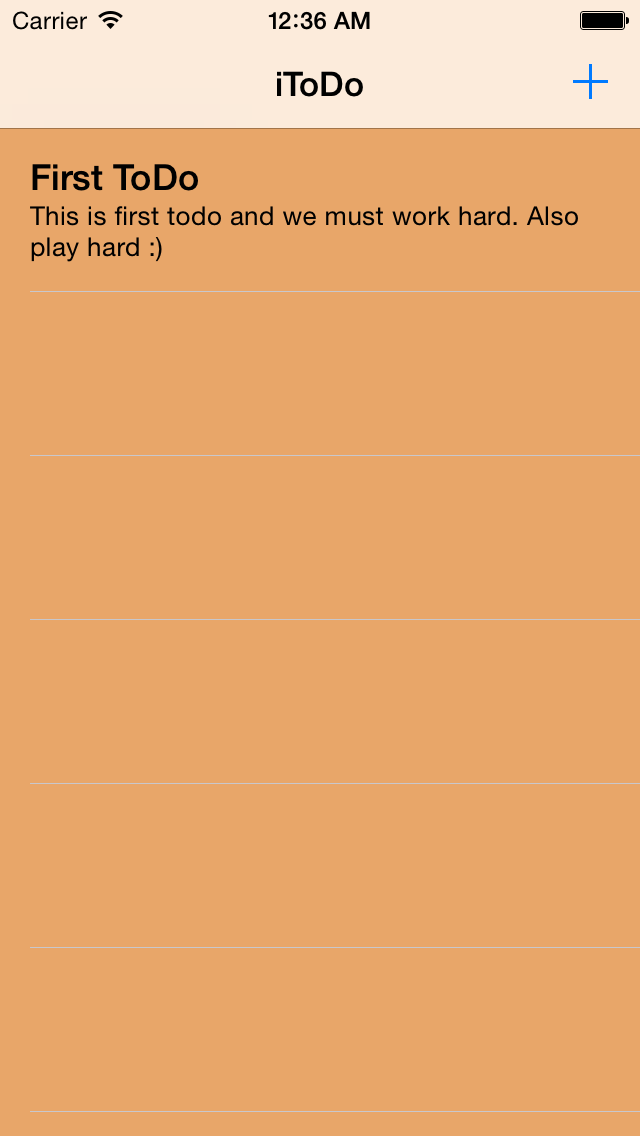 Carrier 12:36 AM
iToDo
First ToDo
This is first todo and we must work hard. Also
play hard :)